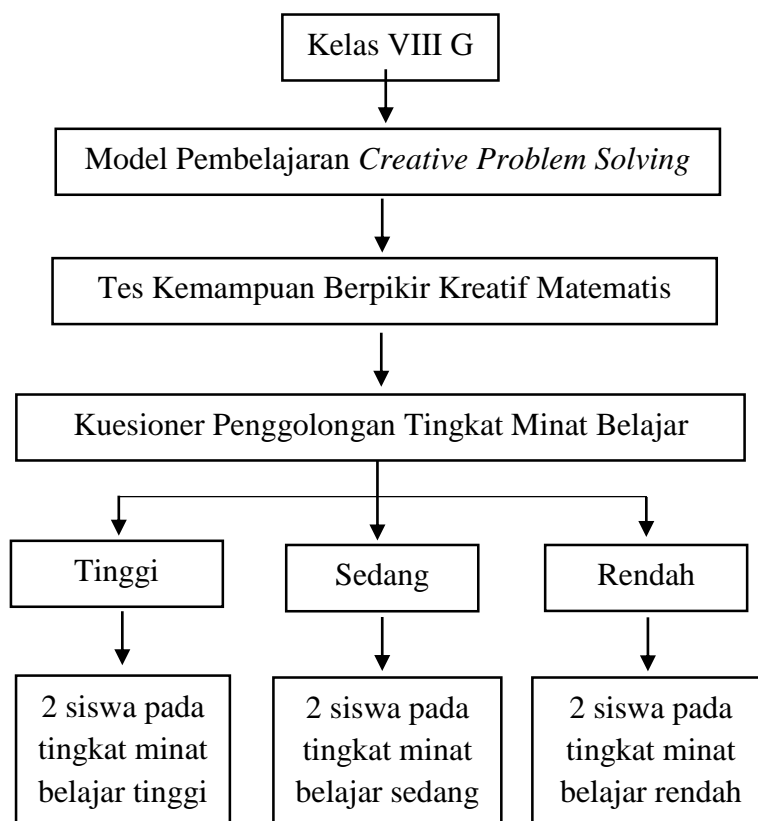 Kelas VIII G
Model Pembelajaran Creative Problem Solving
Tes Kemampuan Berpikir Kreatif Matematis
Kuesioner Penggolongan Tingkat Minat Belajar
Tinggi
Sedang
Rendah
2 siswa pada
tingkat minat
belajar tinggi
2 siswa pada
tingkat minat
belajar sedang
2 siswa pada
tingkat minat
belajar rendah